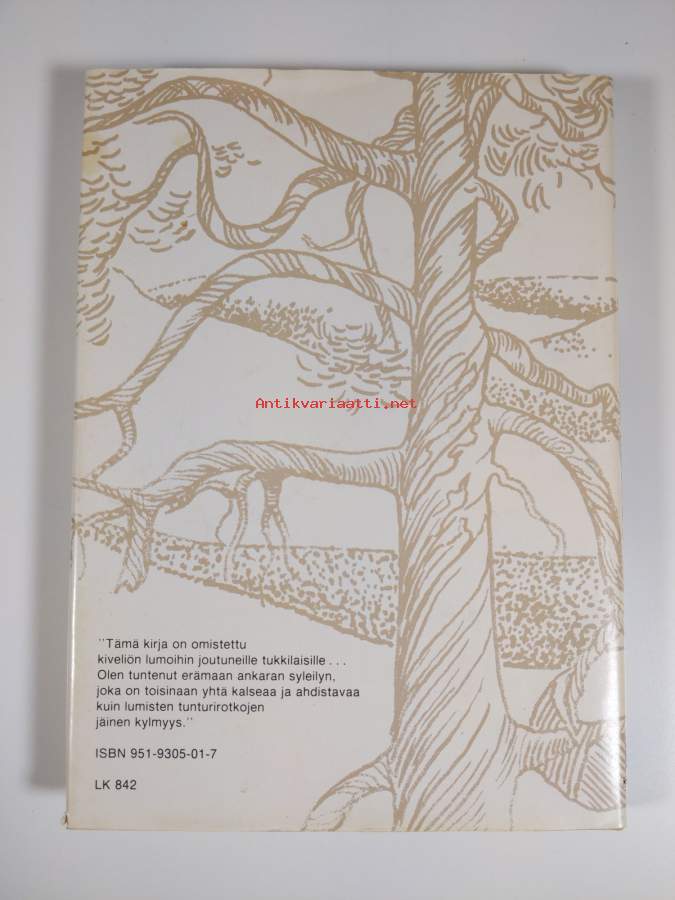 Antikvariaatti.net
"Tämä kirja on omistettu
kiveliön lumoihin joutuneille tukkilaisille . . .
Olen tuntenut erämaan ankaran syleilyn,
joka on toisinaan yhtä kalseaa ja ahdistavaa
kuin lumisten tunturirotkojen
jäinen kylmyys."
ISBN 951-9305-01-7
LK 842